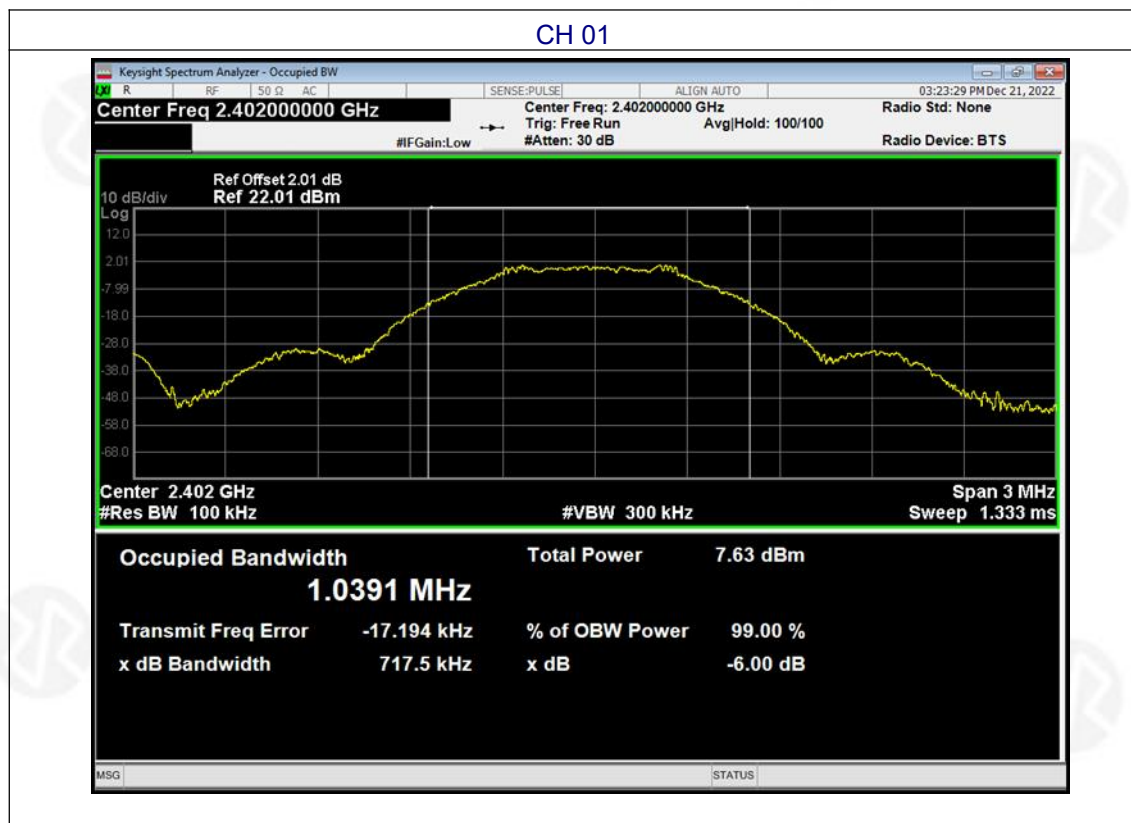 CH 01
Keysight Spectrum Analyzer - Occupied BW
LXI R RF 50 Ω AC SENSE:PULSE ALIGN AUTO 03:23:29 PM Dec 21, 2022
Center Freq 2.402000000 GHz Center Freq: 2.402000000 GHz Radio Std: None
Trig: Free Run Avg|Hold: 100/100
#IFGain:Low #Atten: 30 dB Radio Device: BTS
Ref Offset 2.01 dB
10 dB/div Ref 22.01 dBm
Log
12.0
2.01
-7.99
-18.0
-28.0
-38.0
-48.0
-58.0
-68.0
Center 2.402 GHz Span 3 MHz
#Res BW 100 kHz #VBW 300 kHz Sweep 1.333 ms
Occupied Bandwidth Total Power 7.63 dBm
1.0391 MHz
Transmit Freq Error -17.194 kHz % of OBW Power 99.00 %
x dB Bandwidth 717.5 kHz x dB -6.00 dB
MSG STATUS